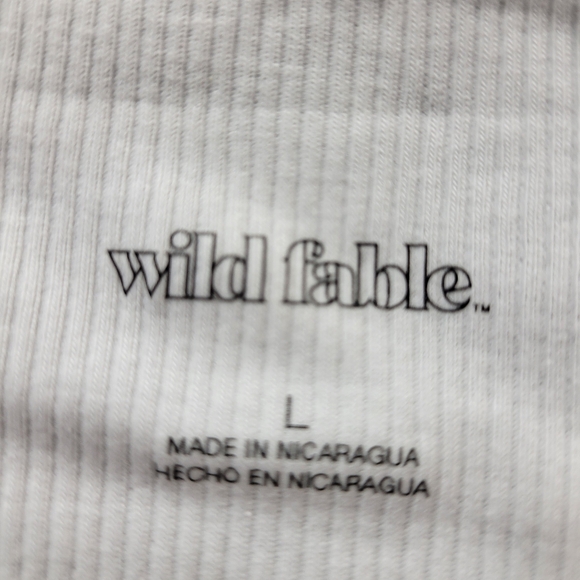 wild fable™
L
MADE IN NICARAGUA
HECHO EN NICARAGUA